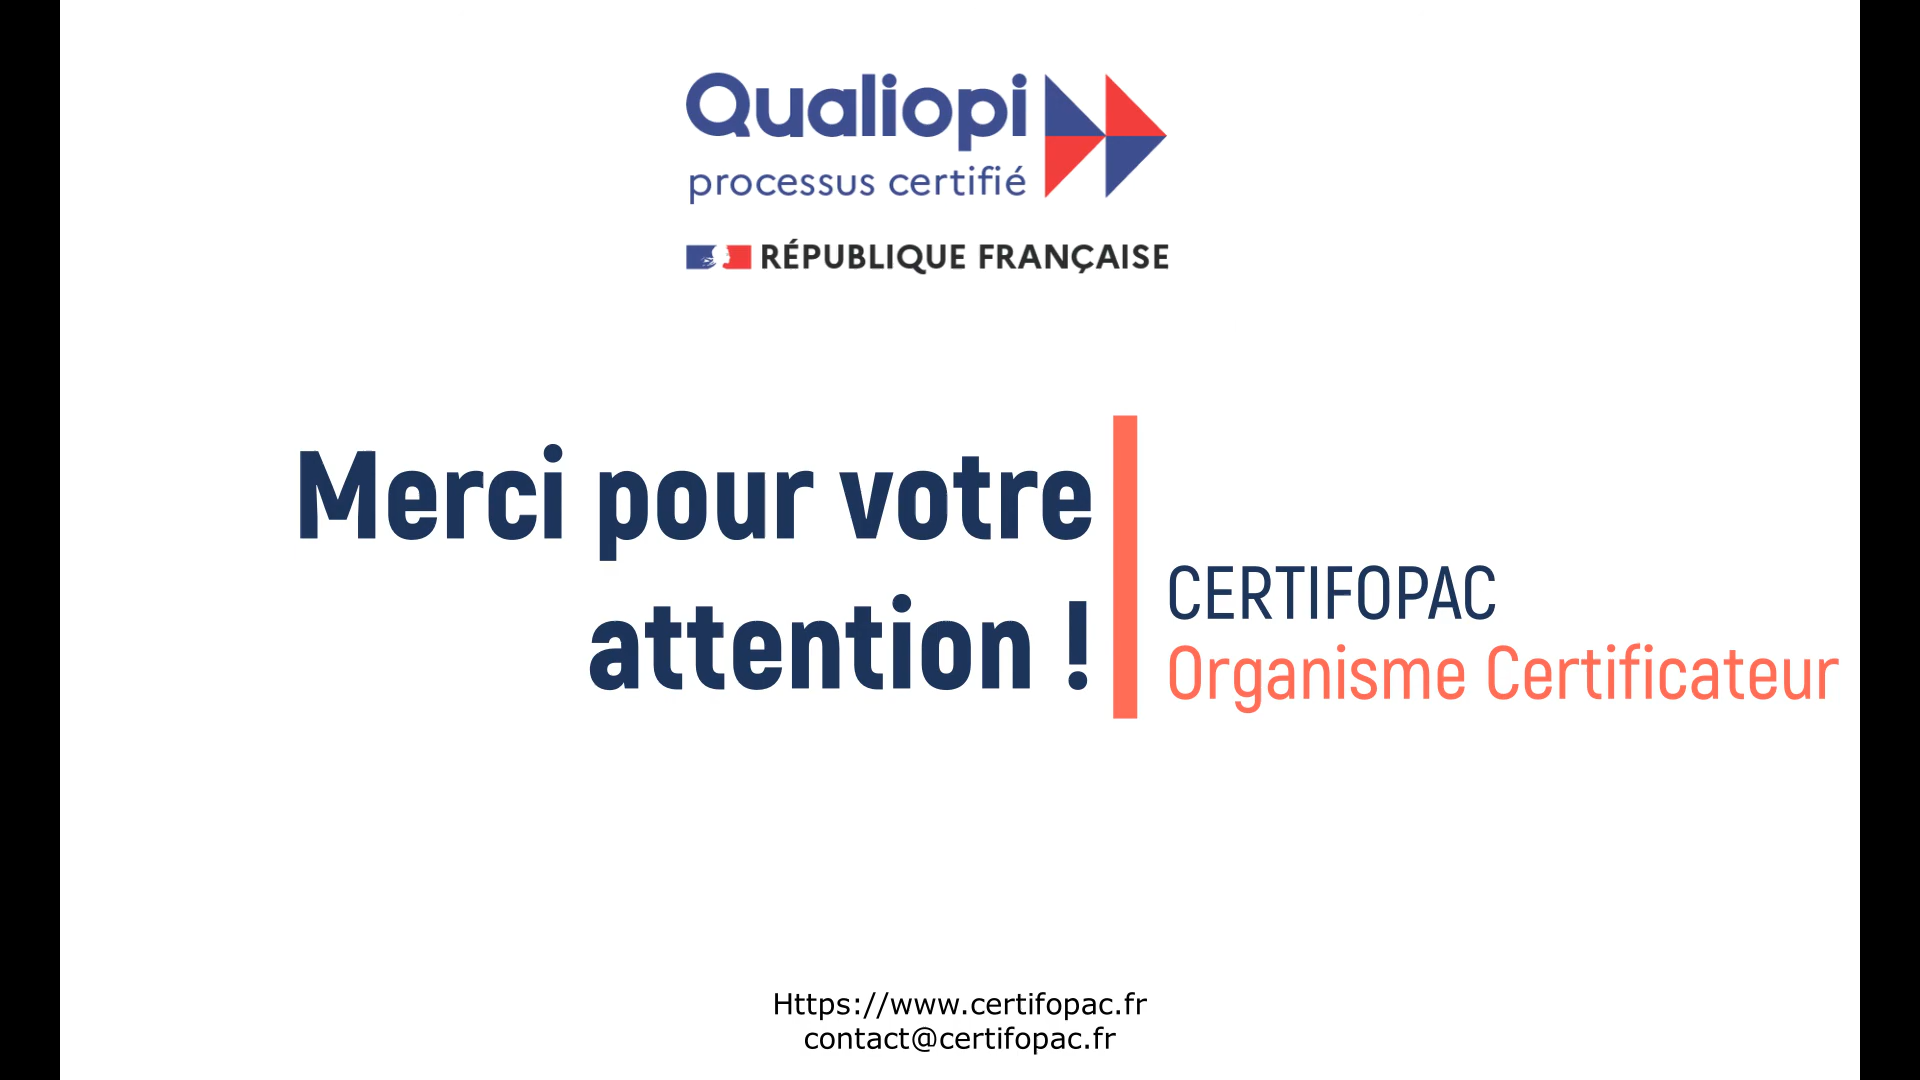 Qualiopi
processus certifié
RÉPUBLIQUE FRANÇAISE
Merci pour votre
attention !
CERTIFOPAC
Organisme Certificateur
Https://www.certifopac.fr
contact@certifopac.fr